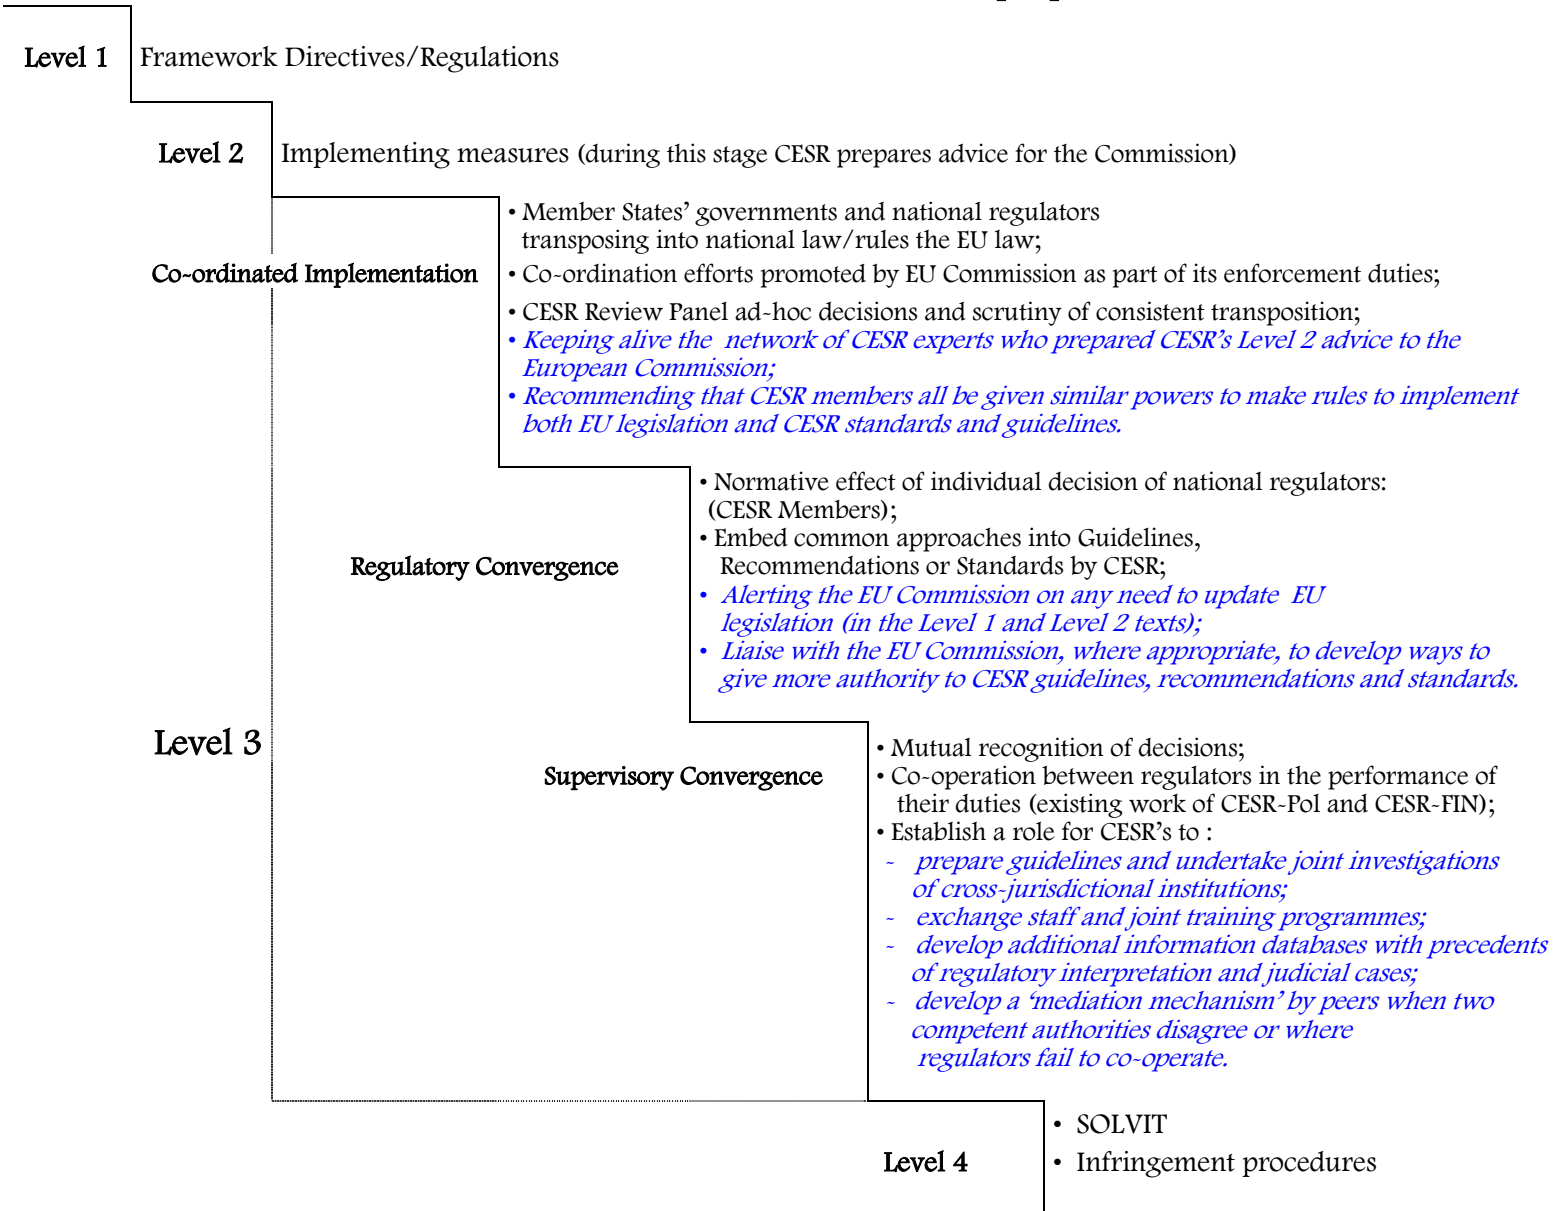 Level 1
Framework Directives/Regulations
Level 2
Implementing measures (during this stage CESR prepares advice for the Commission)
Co-ordinated Implementation
• Member States’ governments and national regulators
transposing into national law/rules the EU law;
• Co-ordination efforts promoted by EU Commission as part of its enforcement duties;
• CESR Review Panel ad-hoc decisions and scrutiny of consistent transposition;
• Keeping alive the network of CESR experts who prepared CESR’s Level 2 advice to the
European Commission;
• Recommending that CESR members all be given similar powers to make rules to implement
both EU legislation and CESR standards and guidelines.
Regulatory Convergence
• Normative effect of individual decision of national regulators:
(CESR Members);
• Embed common approaches into Guidelines,
Recommendations or Standards by CESR;
• Alerting the EU Commission on any need to update EU
legislation (in the Level 1 and Level 2 texts);
• Liaise with the EU Commission, where appropriate, to develop ways to
give more authority to CESR guidelines, recommendations and standards.
Level 3
Supervisory Convergence
• Mutual recognition of decisions;
• Co-operation between regulators in the performance of
their duties (existing work of CESR-Pol and CESR-FIN);
• Establish a role for CESR’s to :
- prepare guidelines and undertake joint investigations
of cross-jurisdictional institutions;
- exchange staff and joint training programmes;
- develop additional information databases with precedents
of regulatory interpretation and judicial cases;
- develop a ‘mediation mechanism’ by peers when two
competent authorities disagree or where
regulators fail to co-operate.
Level 4
• SOLVIT
• Infringement procedures